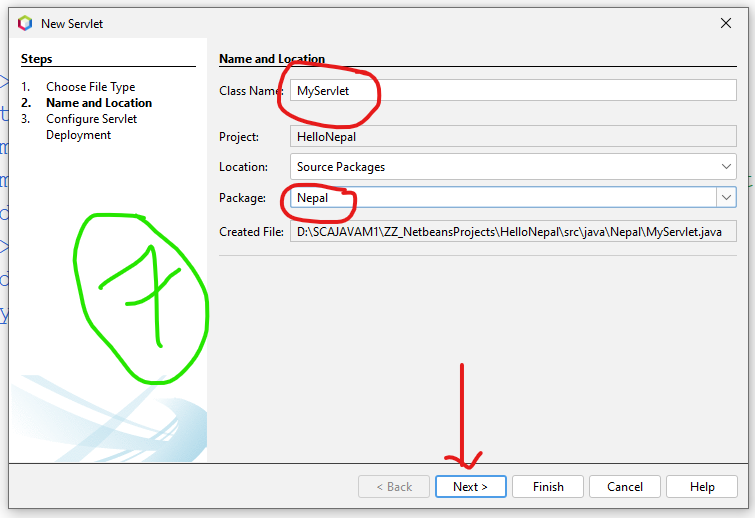 New Servlet
Steps
1. Choose File Type
2. Name and Location
3. Configure Servlet
Deployment
7
Name and Location
Class Name: MyServlet
Project: HelloNepal
Location: Source Packages
Package: Nepal
Created File: D:\SCAJAVAM1\ZZ_NetbeansProjects\HelloNepal\src\java\Nepal\MyServlet.java
< Back Next > Finish Cancel Help